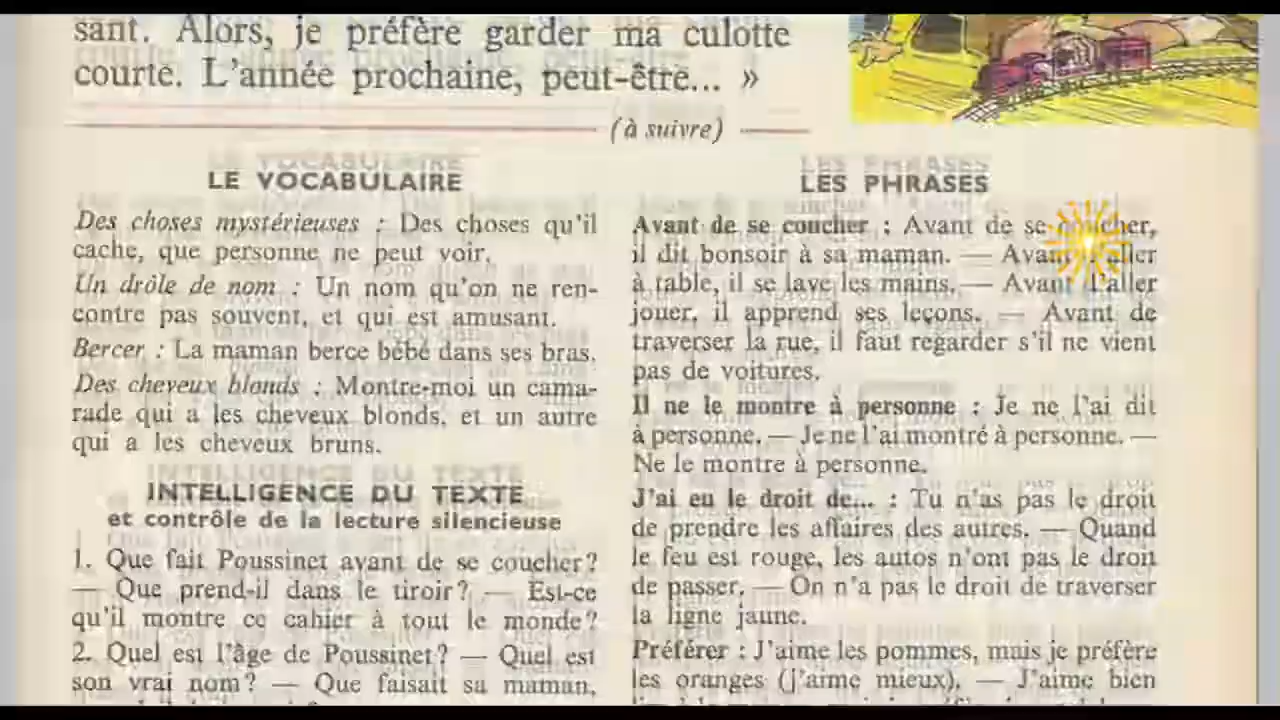 sant. Alors, je préfère garder ma culotte
courte. L'année prochaine, peut-être... »
(à suivre)
LE VOCABULAIRE
Des choses mystérieuses : Des choses qu'il
cache, que personne ne peut voir.
Un drôle de nom : Un nom qu'on ne ren-
contre pas souvent, et qui est amusant.
Bercer : La maman berce bébé dans ses bras.
Des cheveux blonds : Montre-moi un cama-
rade qui a les cheveux blonds, et un autre
qui a les cheveux bruns.
INTELLIGENCE DU TEXTE
et contrôle de la lecture silencieuse
1. Que fait Poussinet avant de se coucher?
— Que prend-il dans le tiroir? — Est-ce
qu'il montre ce cahier à tout le monde?
2. Quel est l'âge de Poussinet? — Quel est
son vrai nom? — Que faisait sa maman,
LES PHRASES
Avant de se coucher : Avant de se coucher,
il dit bonsoir à sa maman. — Avant d'aller
à table, il se lave les mains. — Avant d'aller
jouer, il apprend ses leçons. — Avant de
traverser la rue, il faut regarder s'il ne vient
pas de voitures.
Il ne le montre à personne : Je ne l'ai dit
à personne. — Je ne l'ai montré à personne. —
Ne le montre à personne.
J'ai eu le droit de... : Tu n'as pas le droit
de prendre les affaires des autres. — Quand
le feu est rouge, les autos n'ont pas le droit
de passer. — On n'a pas le droit de traverser
la ligne jaune.
Préférer : J'aime les pommes, mais je préfère
les oranges (j'aime mieux). — J'aime bien